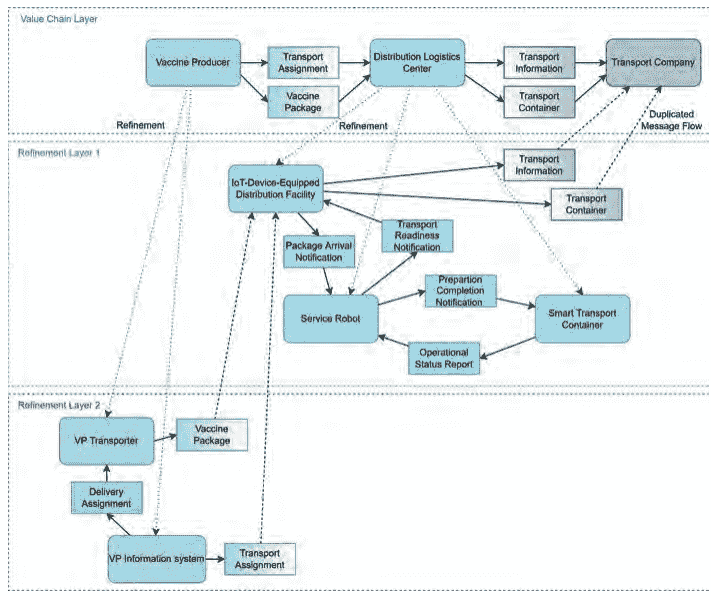 Value Chain Layer
Vaccine Producer
Transport
Assignment
Vaccine
Package
Distribution Logistics
Center
Transport
Information
Transport
Container
Transport Company
Refinement
Refinement
Duplicated
Message Flow
Refinement Layer 1
IoT-Device-Equipped
Distribution Facility
Transport
Information
Transport
Container
Package Arrival
Notification
Transport
Readiness
Notification
Prepartion
Completion
Notification
Service Robot
Smart Transport
Container
Operational
Status Report
Refinement Layer 2
VP Transporter
Vaccine
Package
Delivery
Assignment
VP Information system
Transport
Assignment